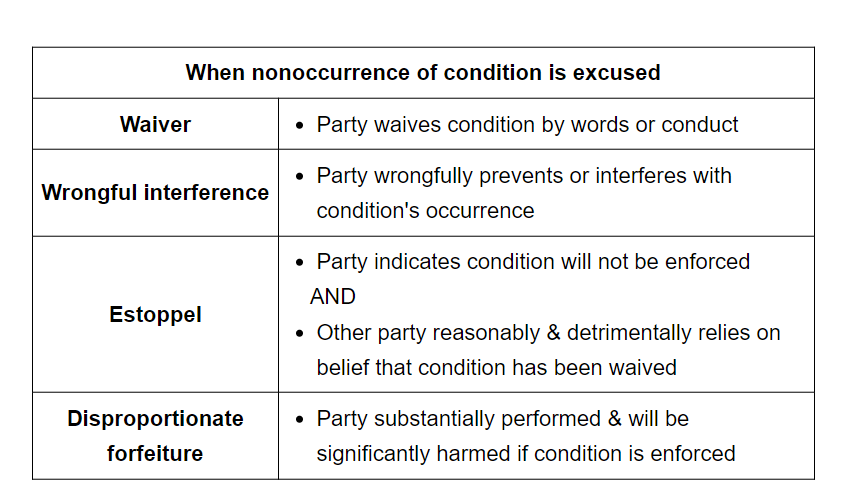 When nonoccurrence of condition is excused
Waiver
• Party waives condition by words or conduct
Wrongful interference
• Party wrongfully prevents or interferes with
condition's occurrence
Estoppel
• Party indicates condition will not be enforced
AND
• Other party reasonably & detrimentally relies on
belief that condition has been waived
Disproportionate
forfeiture
• Party substantially performed & will be
significantly harmed if condition is enforced